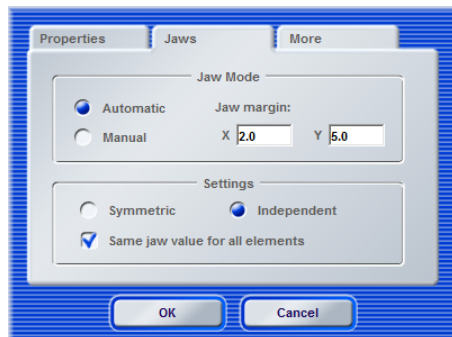 Properties Jaws More
Jaw Mode
Automatic Jaw margin:
Manual X 2.0 Y 5.0
Settings
Symmetric Independent
Same jaw value for all elements
OK Cancel